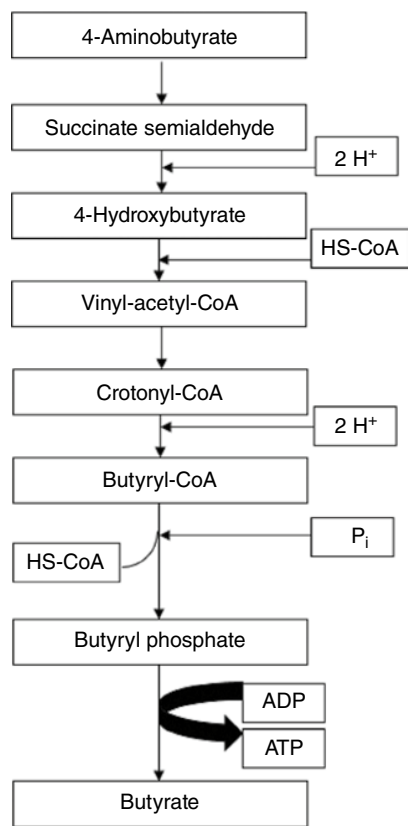 4-Aminobutyrate
Succinate semialdehyde
2 H⁺
4-Hydroxybutyrate
HS-CoA
Vinyl-acetyl-CoA
Crotonyl-CoA
2 H⁺
Butyryl-CoA
Pᵢ
HS-CoA
Butyryl phosphate
ADP
ATP
Butyrate